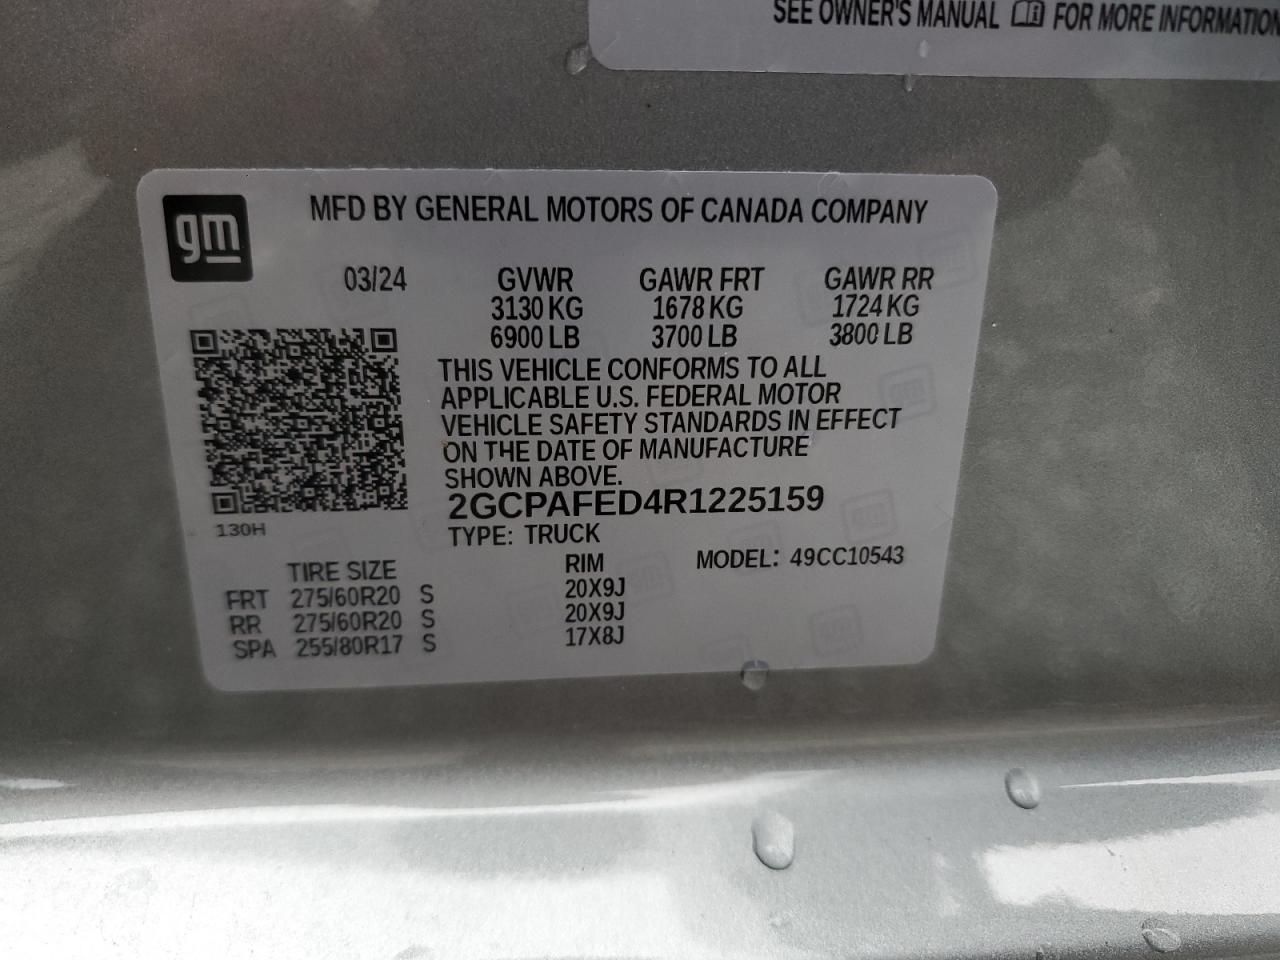 SEE OWNER'S MANUAL FOR MORE INFORMATION
gm
MFD BY GENERAL MOTORS OF CANADA COMPANY
03/24 GVWR GAWR FRT GAWR RR
3130 KG 1678 KG 1724 KG
6900 LB 3700 LB 3800 LB
THIS VEHICLE CONFORMS TO ALL
APPLICABLE U.S. FEDERAL MOTOR
VEHICLE SAFETY STANDARDS IN EFFECT
ON THE DATE OF MANUFACTURE
SHOWN ABOVE.
2GCPAFED4R1225159
130H
TYPE: TRUCK
TIRE SIZE RIM MODEL: 49CC10543
FRT 275/60R20 S 20X9J
RR 275/60R20 S 20X9J
SPA 255/80R17 S 17X8J